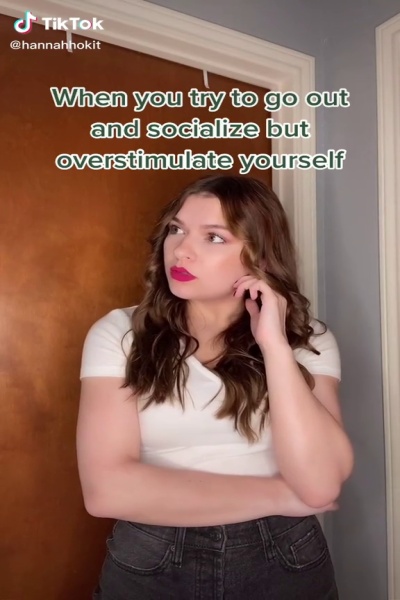 TikTok
@hannahhokit
When you try to go out
and socialize but
overstimulate yourself